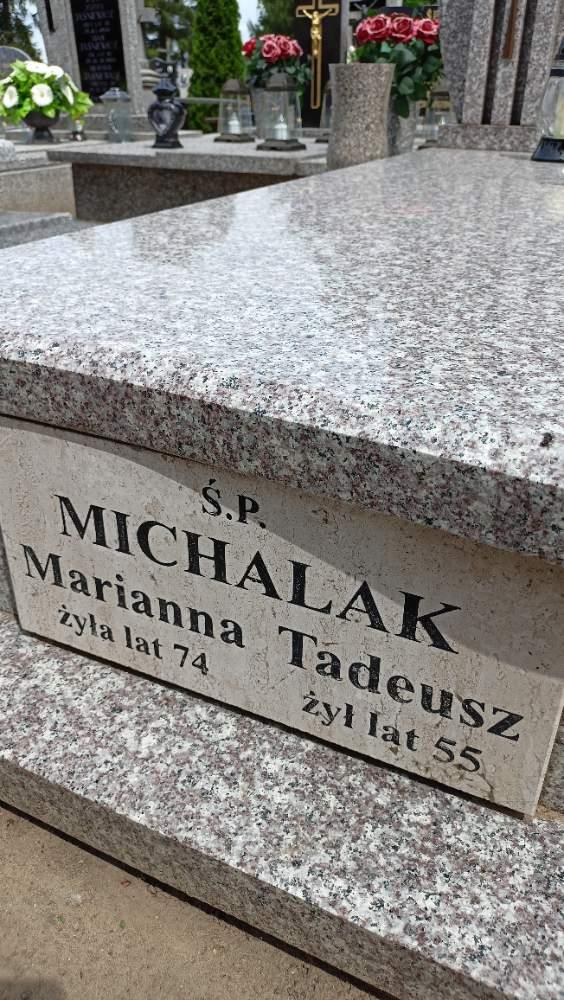 Ś.P.
MICHALAK
Marianna Tadeusz
żyła lat 74 żył lat 55